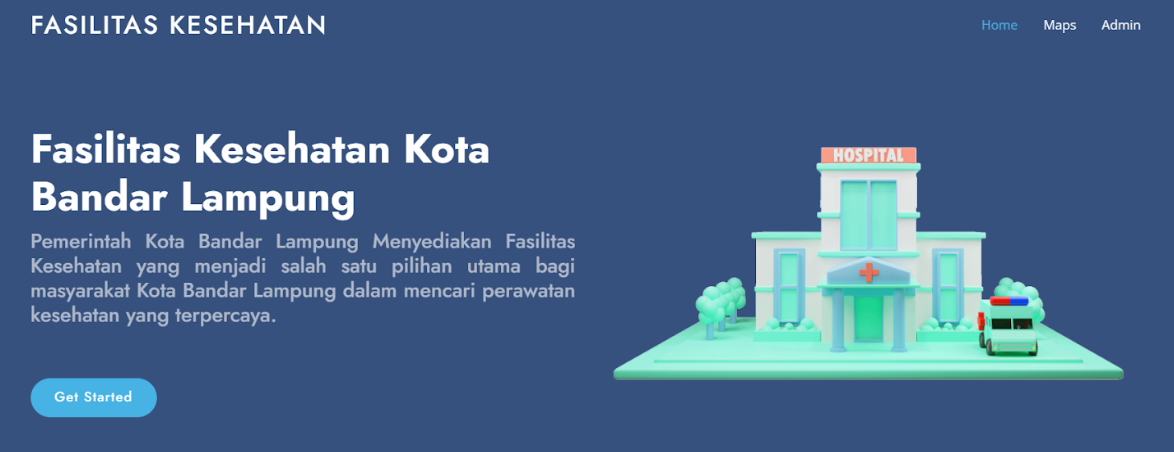 FASILITAS KESEHATAN
Home Maps Admin
Fasilitas Kesehatan Kota
Bandar Lampung
Pemerintah Kota Bandar Lampung Menyediakan Fasilitas
Kesehatan yang menjadi salah satu pilihan utama bagi
masyarakat Kota Bandar Lampung dalam mencari perawatan
kesehatan yang terpercaya.
Get Started
HOSPITAL